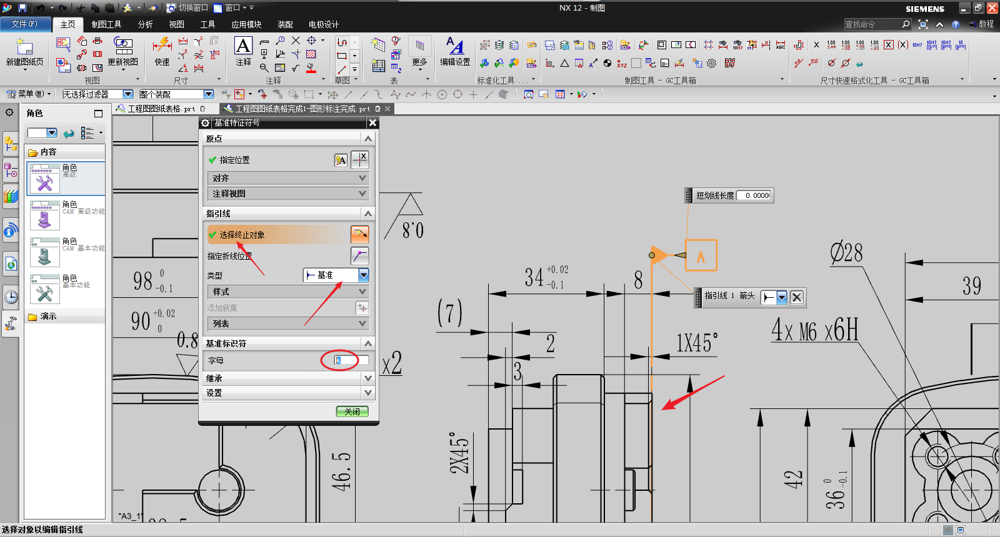 切换窗口 窗口 NX 12 - 制图 SIEMENS
文件(F) 主页 制图工具 分析 视图 工具 应用模块 装配 电极设计 查找命令 教程
新建图纸页 更新视图 快速 注释 更多 编辑设置
视图 尺寸 注释 草图 表 标准化工具 ... 制图工具 - GC工具箱 尺寸快速格式化工具 - GC工具箱
菜单(M) 无选择过滤器 整个装配
角色 工程图图纸表格.prt 工程图图纸表格完成1-图形标注完成.prt
内容
角色
高级
角色
CAM 高级功能
角色
CAM 基本功能
角色
基本功能
演示
基准特征符号
原点
指定位置
对齐
注释视图
指引线
选择终止对象
指定折线位置
类型 基准
样式
添加新集
列表
基准标识符
字母 A
继承
设置
关闭
短划线长度 0.0000
A
指引线 1 箭头
0.8
98 0 -0.1
90 +0.02 0
0.8
x2
46.5
"A3_1"
34 +0.02 -0.1
8
(7)
2
3
1X45°
2X45°
Ø28
39
4x M6 x6H
42
36 0 -0.1
选择对象以编辑指引线